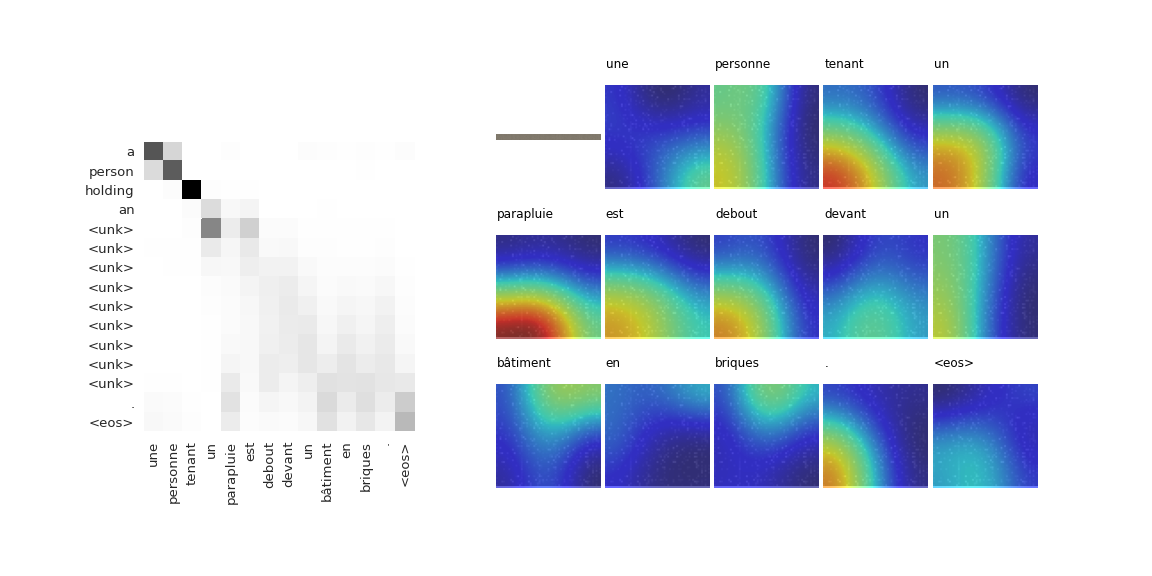 a
person
holding
an
<unk>
<unk>
<unk>
<unk>
<unk>
<unk>
<unk>
<unk>
<unk>
.
<eos>
une
personne
tenant
un
parapluie
est
debout
devant
un
bâtiment
en
briques
.
<eos>
une personne tenant un
parapluie est debout devant un
bâtiment en briques . <eos>